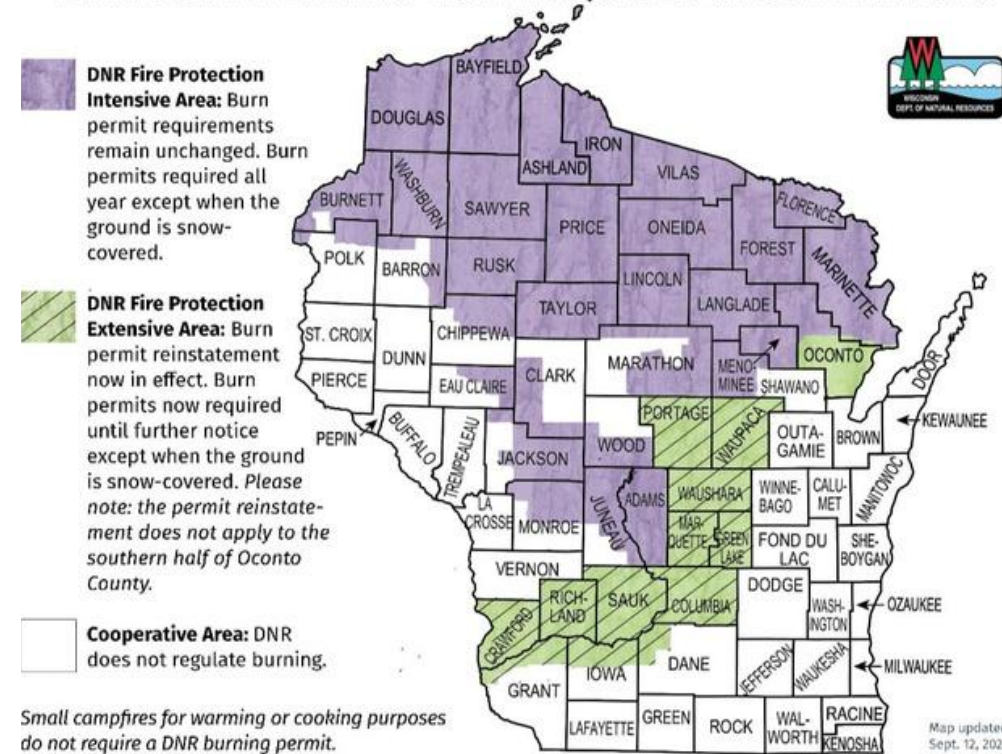 DNR Fire Protection
Intensive Area: Burn
permit requirements
remain unchanged. Burn
permits required all
year except when the
ground is snow-
covered.
DNR Fire Protection
Extensive Area: Burn
permit reinstatement
now in effect. Burn
permits now required
until further notice
except when the ground
is snow-covered. Please
note: the permit reinstate-
ment does not apply to the
southern half of Oconto
County.
Cooperative Area: DNR
does not regulate burning.
Small campfires for warming or cooking purposes
do not require a DNR burning permit.
W
WISCONSIN
DEPT. OF NATURAL RESOURCES
BAYFIELD
DOUGLAS
IRON
ASHLAND
VILAS
BURNETT
WASHBURN
SAWYER
PRICE
ONEIDA
FLORENCE
FOREST
MARINETTE
POLK
BARRON
RUSK
LINCOLN
TAYLOR
LANGLADE
ST. CROIX
DUNN
CHIPPEWA
CLARK
MARATHON
MENO-
MINEE
OCONTO
DOOR
PIERCE
EAU CLAIRE
SHAWANO
PEPIN
BUFFALO
TREMPEALEAU
JACKSON
WOOD
PORTAGE
WAUPACA
OUTA-
GAMIE
BROWN
KEWAUNEE
LA
CROSSE
MONROE
JUNEAU
ADAMS
WAUSHARA
WINNE-
BAGO
CALU-
MET
MANITOWOC
MAR-
QUETTE
GREEN
LAKE
FOND DU
LAC
SHE-
BOYGAN
VERNON
RICH-
LAND
SAUK
COLUMBIA
DODGE
WASH-
INGTON
OZAUKEE
CRAWFORD
GRANT
IOWA
DANE
JEFFERSON
WAUKESHA
MILWAUKEE
LAFAYETTE
GREEN
ROCK
WAL-
WORTH
RACINE
KENOSHA
Map update
Sept. 12, 202